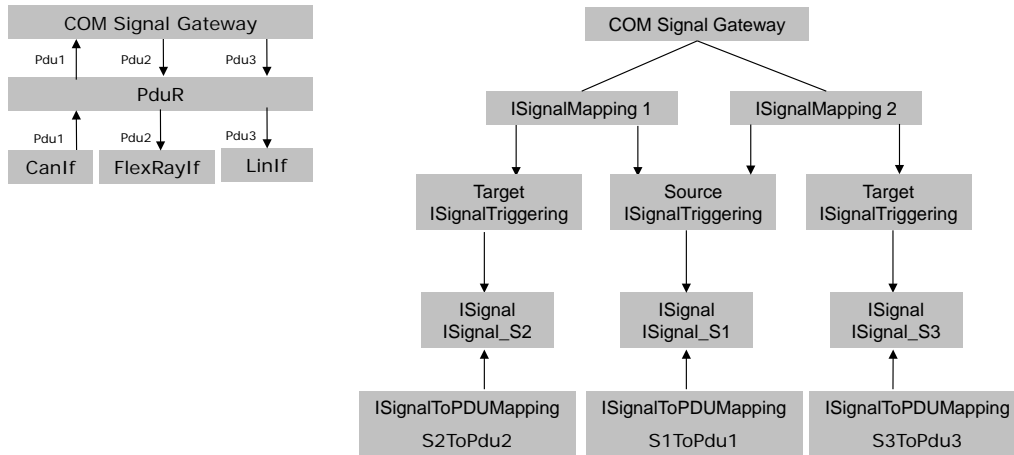 COM Signal Gateway
Pdu1
Pdu2
Pdu3
PduR
Pdu1
Pdu2
Pdu3
CanIf
FlexRayIf
LinIf
COM Signal Gateway
ISignalMapping 1
ISignalMapping 2
Target
ISignalTriggering
Source
ISignalTriggering
Target
ISignalTriggering
ISignal
ISignal_S2
ISignal
ISignal_S1
ISignal
ISignal_S3
ISignalToPDUMapping
S2ToPdu2
ISignalToPDUMapping
S1ToPdu1
ISignalToPDUMapping
S3ToPdu3